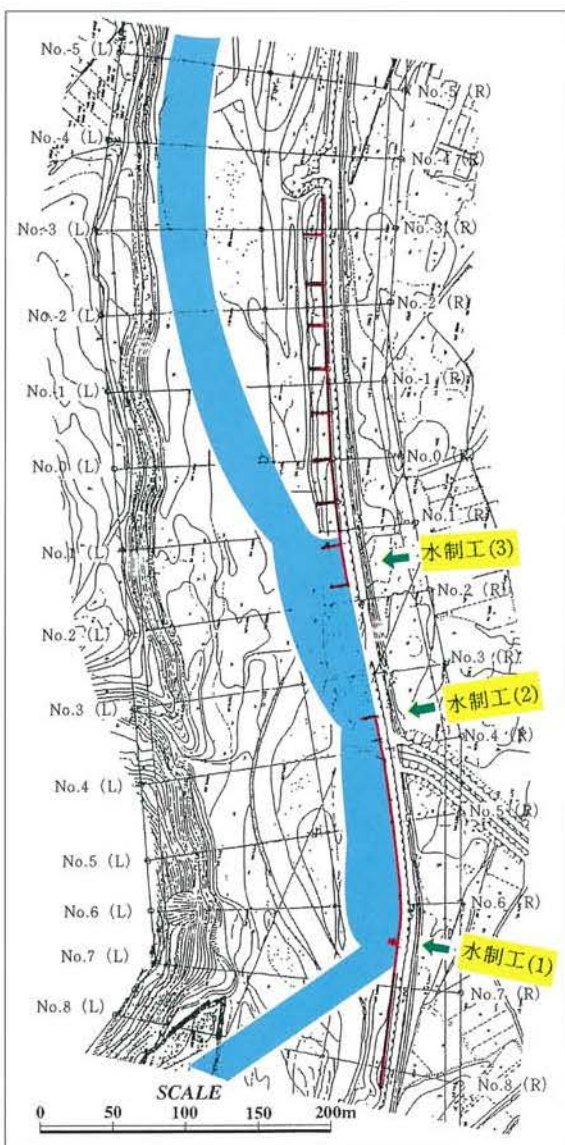 No.-5 (L)
No.-5 (R)
No.-4 (L)
No.-4 (R)
No.-3 (L)
No.-3 (R)
No.-2 (L)
No.-2 (R)
No.-1 (L)
No.-1 (R)
No.0 (L)
No.0 (R)
No.1 (L)
No.1 (R)
水制工(3)
No.2 (L)
No.2 (R)
No.3 (L)
No.3 (R)
水制工(2)
No.4 (L)
No.4 (R)
No.5 (L)
No.5 (R)
No.6 (L)
No.6 (R)
水制工(1)
No.7 (L)
No.7 (R)
No.8 (L)
No.8 (R)
SCALE
0 50 100 150 200m